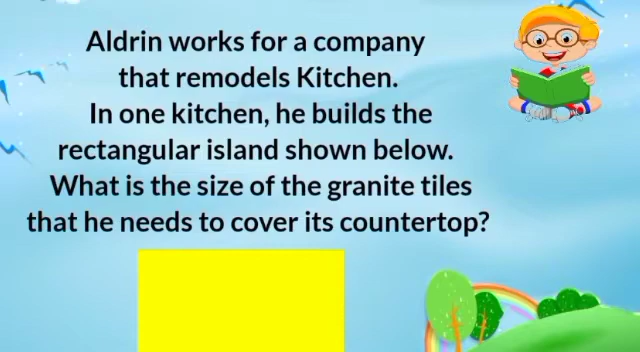 Aldrin works for a company
that remodels Kitchen.
In one kitchen, he builds the
rectangular island shown below.
What is the size of the granite tiles
that he needs to cover its countertop?